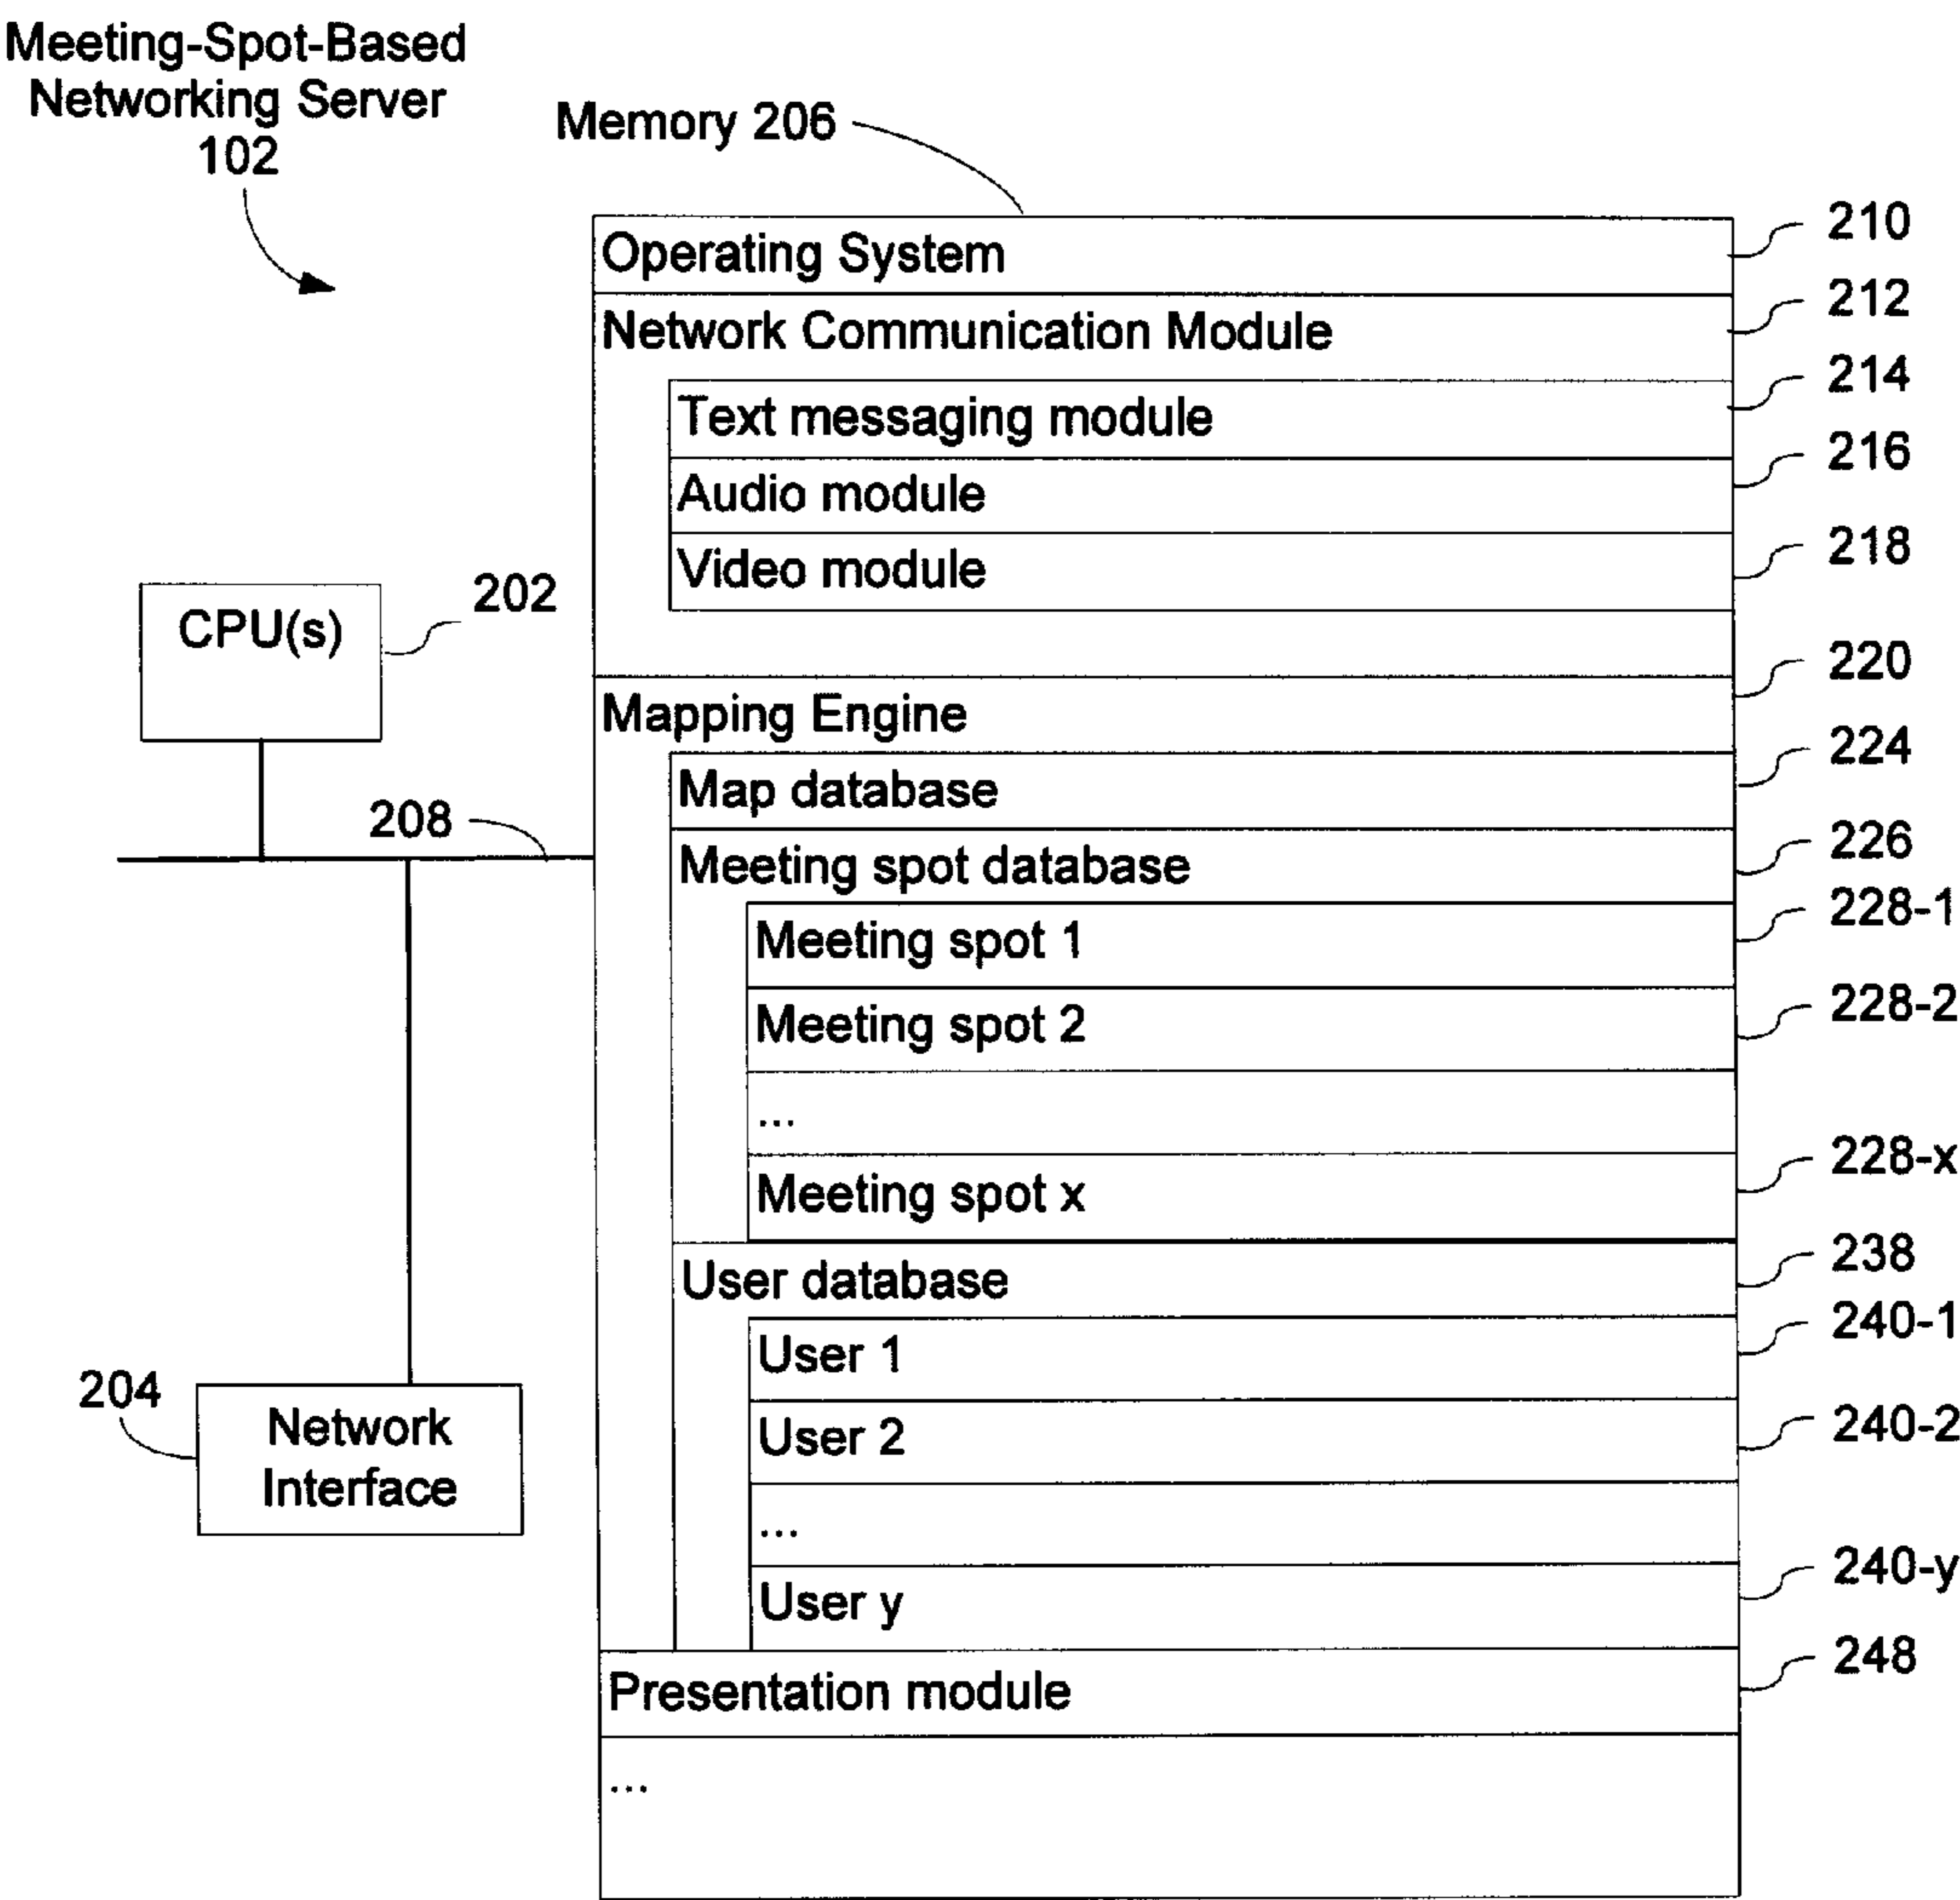 Meeting-Spot-Based
Networking Server
102
Memory 206
Operating System
210
Network Communication Module
212
Text messaging module
214
Audio module
216
Video module
218
CPU(s)
202
Mapping Engine
220
Map database
224
208
Meeting spot database
226
Meeting spot 1
228-1
Meeting spot 2
228-2
...
Meeting spot x
228-x
User database
238
User 1
240-1
204
Network
Interface
User 2
240-2
...
User y
240-y
Presentation module
248
...